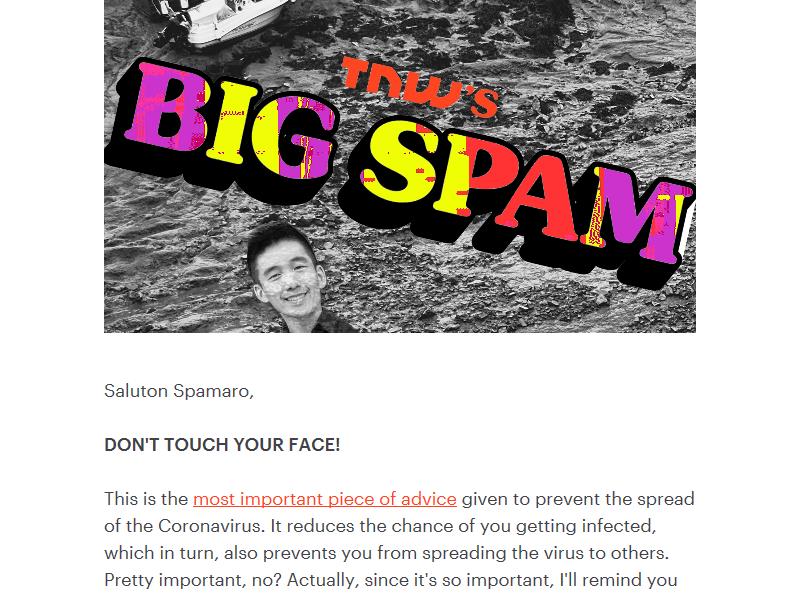 TNW's
BIG SPAM
Saluton Spamaro,
DON'T TOUCH YOUR FACE!
This is the most important piece of advice given to prevent the spread
of the Coronavirus. It reduces the chance of you getting infected,
which in turn, also prevents you from spreading the virus to others.
Pretty important, no? Actually, since it's so important, I'll remind you